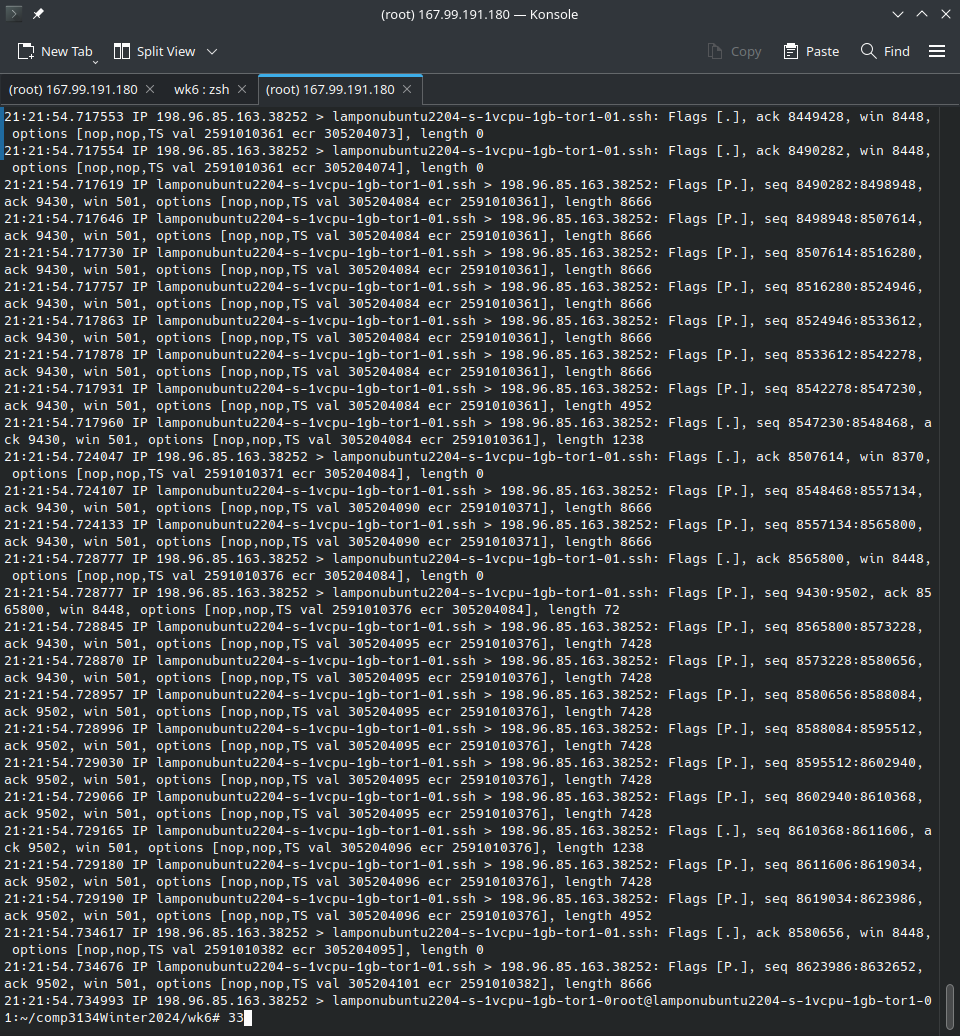 (root) 167.99.191.180 — Konsole
New Tab
Split View
Copy
Paste
Find
(root) 167.99.191.180
wk6 : zsh
(root) 167.99.191.180
21:21:54.717553 IP 198.96.85.163.38252 > lamponubuntu2204-s-1vcpu-1gb-tor1-01.ssh: Flags [.], ack 8449428, win 8448,
 options [nop,nop,TS val 2591010361 ecr 305204073], length 0
21:21:54.717554 IP 198.96.85.163.38252 > lamponubuntu2204-s-1vcpu-1gb-tor1-01.ssh: Flags [.], ack 8490282, win 8448,
 options [nop,nop,TS val 2591010361 ecr 305204074], length 0
21:21:54.717619 IP lamponubuntu2204-s-1vcpu-1gb-tor1-01.ssh > 198.96.85.163.38252: Flags [P.], seq 8490282:8498948,
ack 9430, win 501, options [nop,nop,TS val 305204084 ecr 2591010361], length 8666
21:21:54.717646 IP lamponubuntu2204-s-1vcpu-1gb-tor1-01.ssh > 198.96.85.163.38252: Flags [P.], seq 8498948:8507614,
ack 9430, win 501, options [nop,nop,TS val 305204084 ecr 2591010361], length 8666
21:21:54.717730 IP lamponubuntu2204-s-1vcpu-1gb-tor1-01.ssh > 198.96.85.163.38252: Flags [P.], seq 8507614:8516280,
ack 9430, win 501, options [nop,nop,TS val 305204084 ecr 2591010361], length 8666
21:21:54.717757 IP lamponubuntu2204-s-1vcpu-1gb-tor1-01.ssh > 198.96.85.163.38252: Flags [P.], seq 8516280:8524946,
ack 9430, win 501, options [nop,nop,TS val 305204084 ecr 2591010361], length 8666
21:21:54.717863 IP lamponubuntu2204-s-1vcpu-1gb-tor1-01.ssh > 198.96.85.163.38252: Flags [P.], seq 8524946:8533612,
ack 9430, win 501, options [nop,nop,TS val 305204084 ecr 2591010361], length 8666
21:21:54.717878 IP lamponubuntu2204-s-1vcpu-1gb-tor1-01.ssh > 198.96.85.163.38252: Flags [P.], seq 8533612:8542278,
ack 9430, win 501, options [nop,nop,TS val 305204084 ecr 2591010361], length 8666
21:21:54.717931 IP lamponubuntu2204-s-1vcpu-1gb-tor1-01.ssh > 198.96.85.163.38252: Flags [P.], seq 8542278:8547230,
ack 9430, win 501, options [nop,nop,TS val 305204084 ecr 2591010361], length 4952
21:21:54.717960 IP lamponubuntu2204-s-1vcpu-1gb-tor1-01.ssh > 198.96.85.163.38252: Flags [.], seq 8547230:8548468, a
ck 9430, win 501, options [nop,nop,TS val 305204084 ecr 2591010361], length 1238
21:21:54.724047 IP 198.96.85.163.38252 > lamponubuntu2204-s-1vcpu-1gb-tor1-01.ssh: Flags [.], ack 8507614, win 8370,
 options [nop,nop,TS val 2591010371 ecr 305204084], length 0
21:21:54.724107 IP lamponubuntu2204-s-1vcpu-1gb-tor1-01.ssh > 198.96.85.163.38252: Flags [P.], seq 8548468:8557134,
ack 9430, win 501, options [nop,nop,TS val 305204090 ecr 2591010371], length 8666
21:21:54.724133 IP lamponubuntu2204-s-1vcpu-1gb-tor1-01.ssh > 198.96.85.163.38252: Flags [P.], seq 8557134:8565800,
ack 9430, win 501, options [nop,nop,TS val 305204090 ecr 2591010371], length 8666
21:21:54.728777 IP 198.96.85.163.38252 > lamponubuntu2204-s-1vcpu-1gb-tor1-01.ssh: Flags [.], ack 8565800, win 8448,
 options [nop,nop,TS val 2591010376 ecr 305204084], length 0
21:21:54.728777 IP 198.96.85.163.38252 > lamponubuntu2204-s-1vcpu-1gb-tor1-01.ssh: Flags [P.], seq 9430:9502, ack 85
65800, win 8448, options [nop,nop,TS val 2591010376 ecr 305204084], length 72
21:21:54.728845 IP lamponubuntu2204-s-1vcpu-1gb-tor1-01.ssh > 198.96.85.163.38252: Flags [P.], seq 8565800:8573228,
ack 9430, win 501, options [nop,nop,TS val 305204095 ecr 2591010376], length 7428
21:21:54.728870 IP lamponubuntu2204-s-1vcpu-1gb-tor1-01.ssh > 198.96.85.163.38252: Flags [P.], seq 8573228:8580656,
ack 9430, win 501, options [nop,nop,TS val 305204095 ecr 2591010376], length 7428
21:21:54.728957 IP lamponubuntu2204-s-1vcpu-1gb-tor1-01.ssh > 198.96.85.163.38252: Flags [P.], seq 8580656:8588084,
ack 9502, win 501, options [nop,nop,TS val 305204095 ecr 2591010376], length 7428
21:21:54.728996 IP lamponubuntu2204-s-1vcpu-1gb-tor1-01.ssh > 198.96.85.163.38252: Flags [P.], seq 8588084:8595512,
ack 9502, win 501, options [nop,nop,TS val 305204095 ecr 2591010376], length 7428
21:21:54.729030 IP lamponubuntu2204-s-1vcpu-1gb-tor1-01.ssh > 198.96.85.163.38252: Flags [P.], seq 8595512:8602940,
ack 9502, win 501, options [nop,nop,TS val 305204095 ecr 2591010376], length 7428
21:21:54.729066 IP lamponubuntu2204-s-1vcpu-1gb-tor1-01.ssh > 198.96.85.163.38252: Flags [P.], seq 8602940:8610368,
ack 9502, win 501, options [nop,nop,TS val 305204095 ecr 2591010376], length 7428
21:21:54.729165 IP lamponubuntu2204-s-1vcpu-1gb-tor1-01.ssh > 198.96.85.163.38252: Flags [.], seq 8610368:8611606, a
ck 9502, win 501, options [nop,nop,TS val 305204096 ecr 2591010376], length 1238
21:21:54.729180 IP lamponubuntu2204-s-1vcpu-1gb-tor1-01.ssh > 198.96.85.163.38252: Flags [P.], seq 8611606:8619034,
ack 9502, win 501, options [nop,nop,TS val 305204096 ecr 2591010376], length 7428
21:21:54.729190 IP lamponubuntu2204-s-1vcpu-1gb-tor1-01.ssh > 198.96.85.163.38252: Flags [P.], seq 8619034:8623986,
ack 9502, win 501, options [nop,nop,TS val 305204096 ecr 2591010376], length 4952
21:21:54.734617 IP 198.96.85.163.38252 > lamponubuntu2204-s-1vcpu-1gb-tor1-01.ssh: Flags [.], ack 8580656, win 8448,
 options [nop,nop,TS val 2591010382 ecr 305204095], length 0
21:21:54.734676 IP lamponubuntu2204-s-1vcpu-1gb-tor1-01.ssh > 198.96.85.163.38252: Flags [P.], seq 8623986:8632652,
ack 9502, win 501, options [nop,nop,TS val 305204101 ecr 2591010382], length 8666
21:21:54.734993 IP 198.96.85.163.38252 > lamponubuntu2204-s-1vcpu-1gb-tor1-0root@lamponubuntu2204-s-1vcpu-1gb-tor1-0
1:~/comp3134Winter2024/wk6# 33